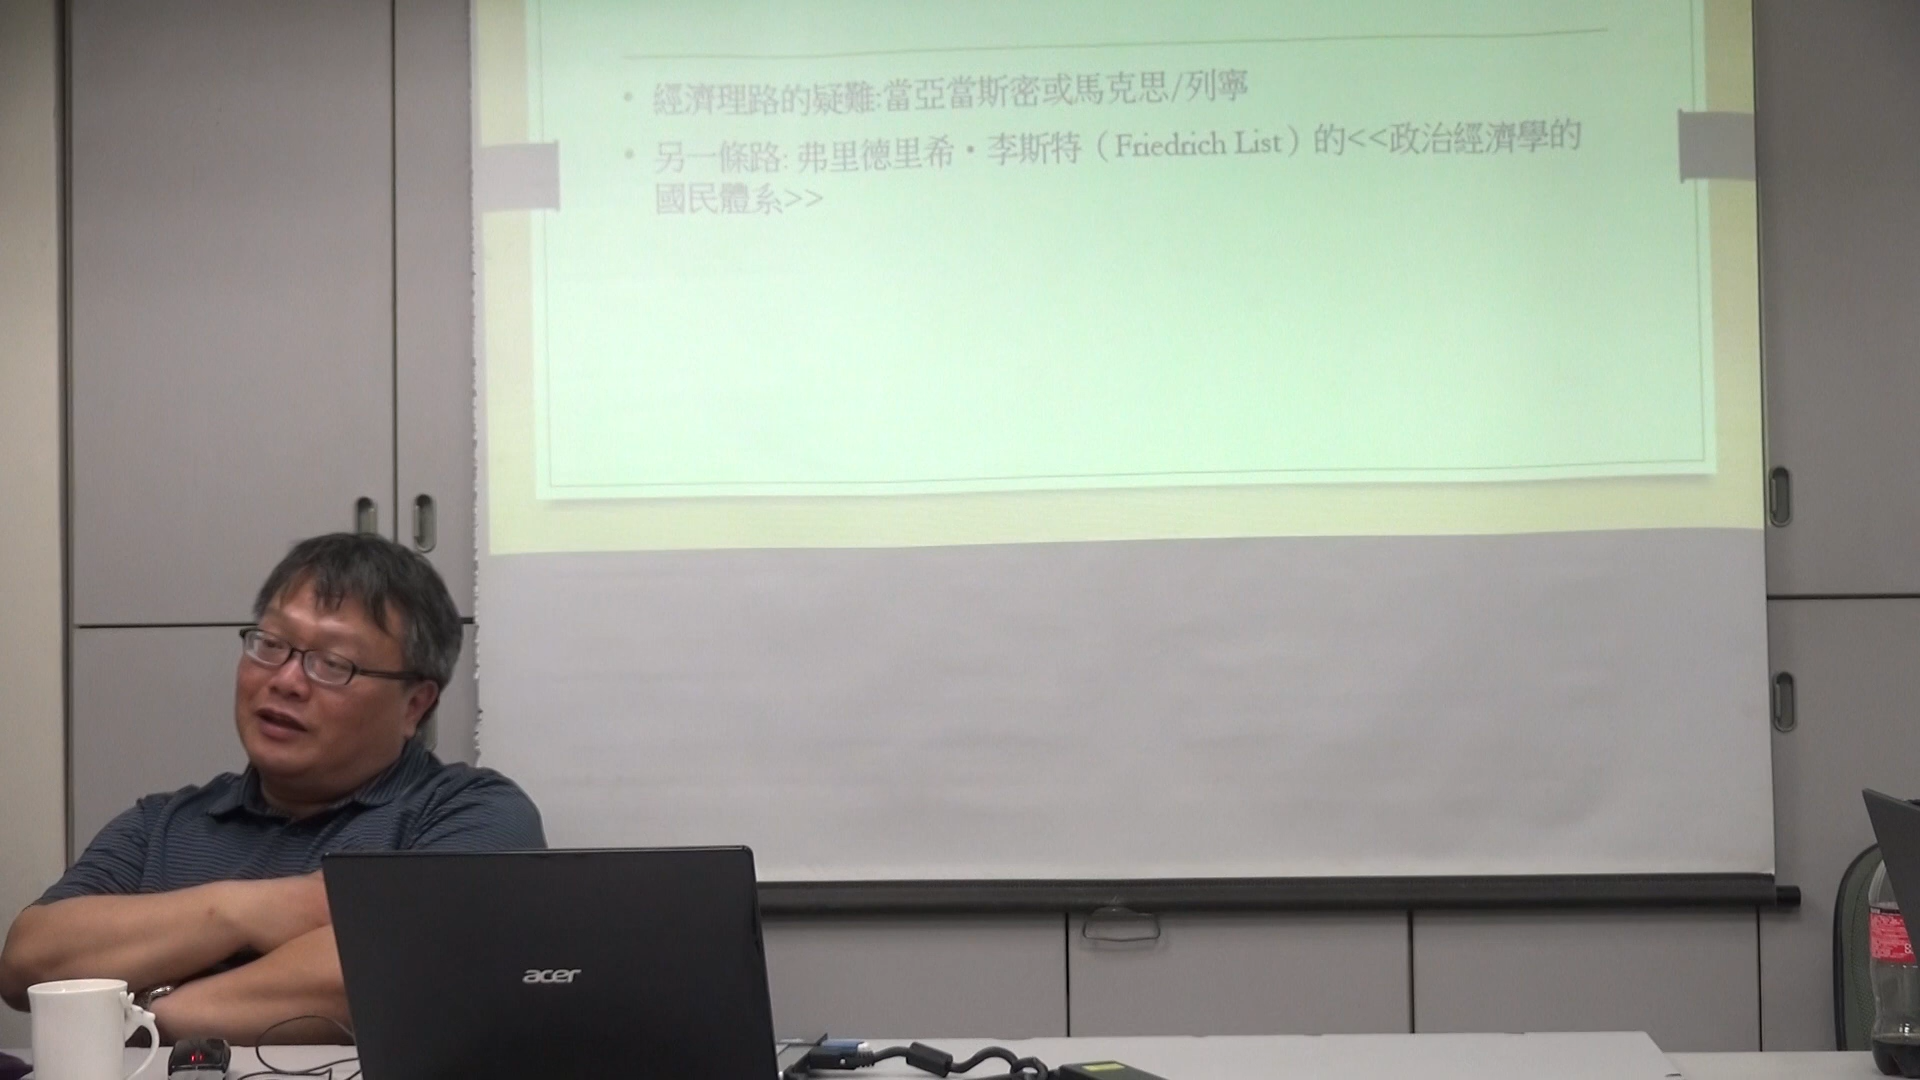 • 經濟理路的疑難:當亞當斯密或馬克思/列寧
• 另一條路: 弗里德里希・李斯特（Friedrich List）的<<政治經濟學的
國民體系>>
acer